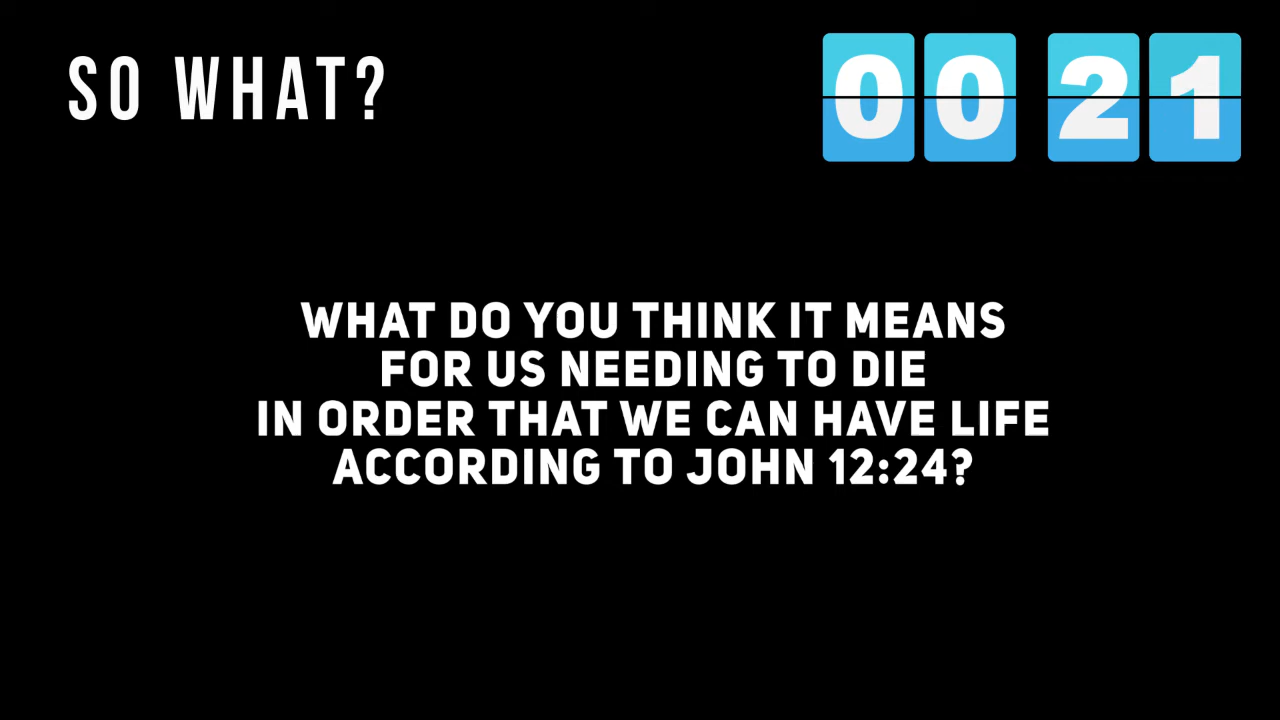 SO WHAT?
00 21
WHAT DO YOU THINK IT MEANS
FOR US NEEDING TO DIE
IN ORDER THAT WE CAN HAVE LIFE
ACCORDING TO JOHN 12:24?